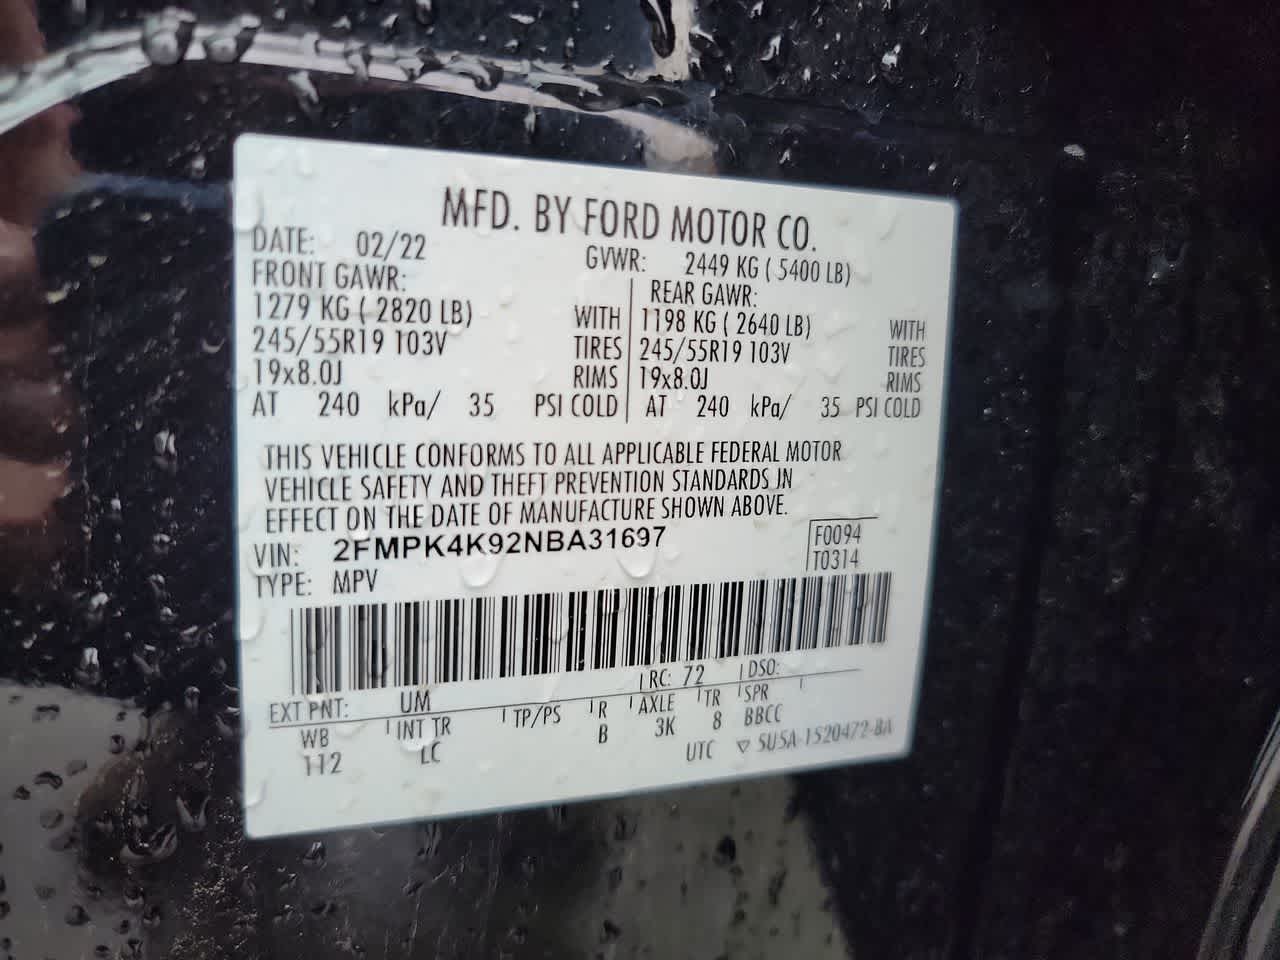 MFD. BY FORD MOTOR CO.
DATE: 02/22 GVWR: 2449 KG ( 5400 LB)
FRONT GAWR: REAR GAWR:
1279 KG ( 2820 LB) WITH 1198 KG ( 2640 LB) WITH
245/55R19 103V TIRES 245/55R19 103V TIRES
19x8.0J RIMS 19x8.0J RIMS
AT 240 kPa/ 35 PSI COLD AT 240 kPa/ 35 PSI COLD
THIS VEHICLE CONFORMS TO ALL APPLICABLE FEDERAL MOTOR
VEHICLE SAFETY AND THEFT PREVENTION STANDARDS IN
EFFECT ON THE DATE OF MANUFACTURE SHOWN ABOVE.
VIN: 2FMPK4K92NBA31697 F0094
TYPE: MPV T0314
EXT PNT: UM RC: 72 DSO:
WB INT TR TP/PS R AXLE TR SPR
112 LC B 3K 8 BBCC
UTC ▽ SU5A-1520472-BA